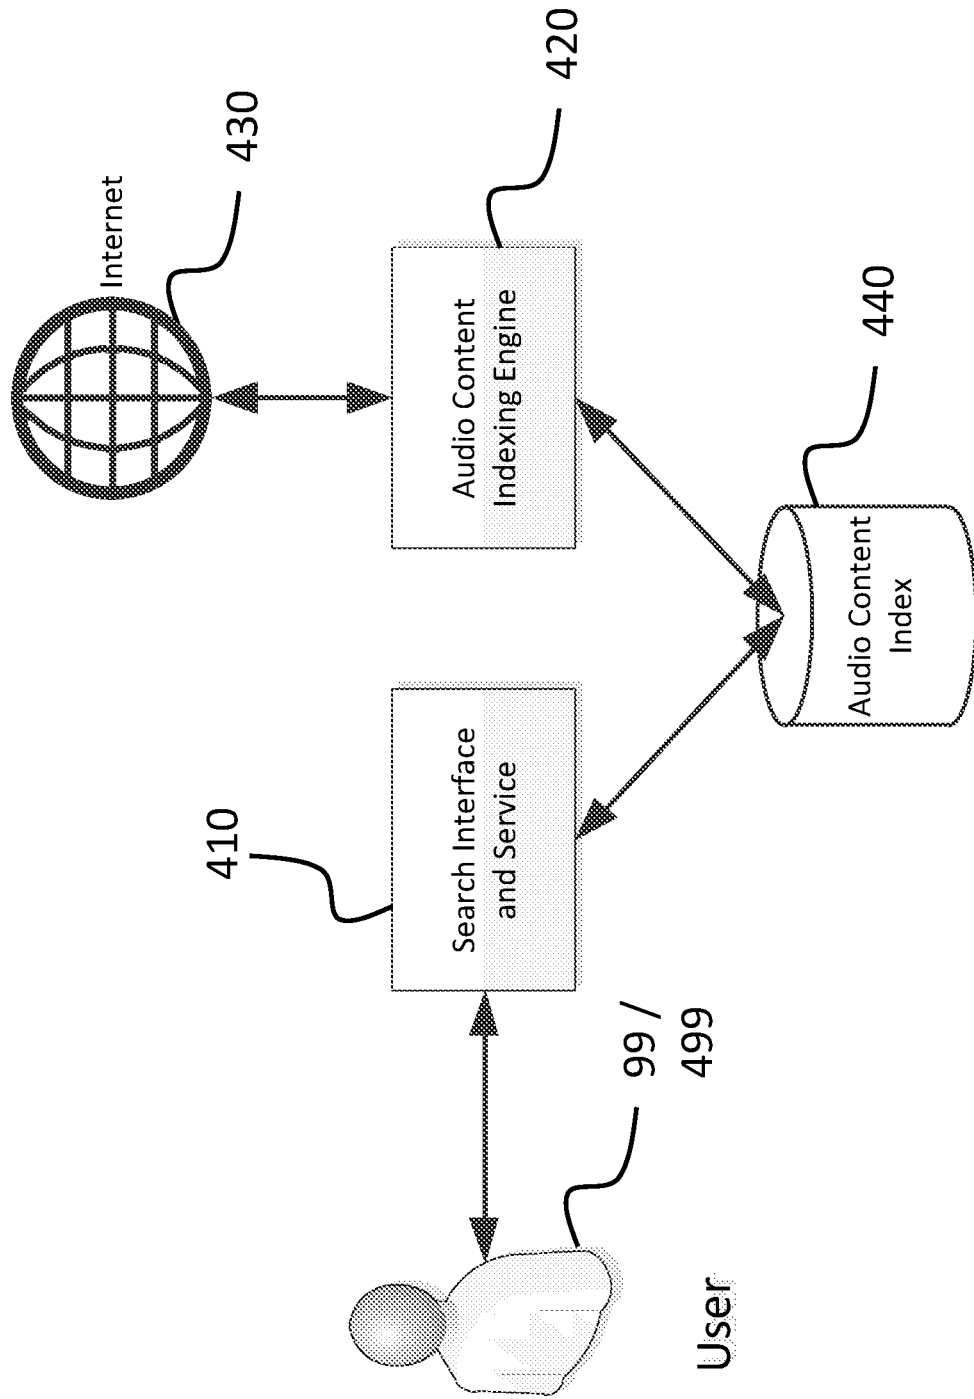 User
99 /
499
410
Search Interface
and Service
Audio Content
Index
440
Audio Content
Indexing Engine
420
Internet
430